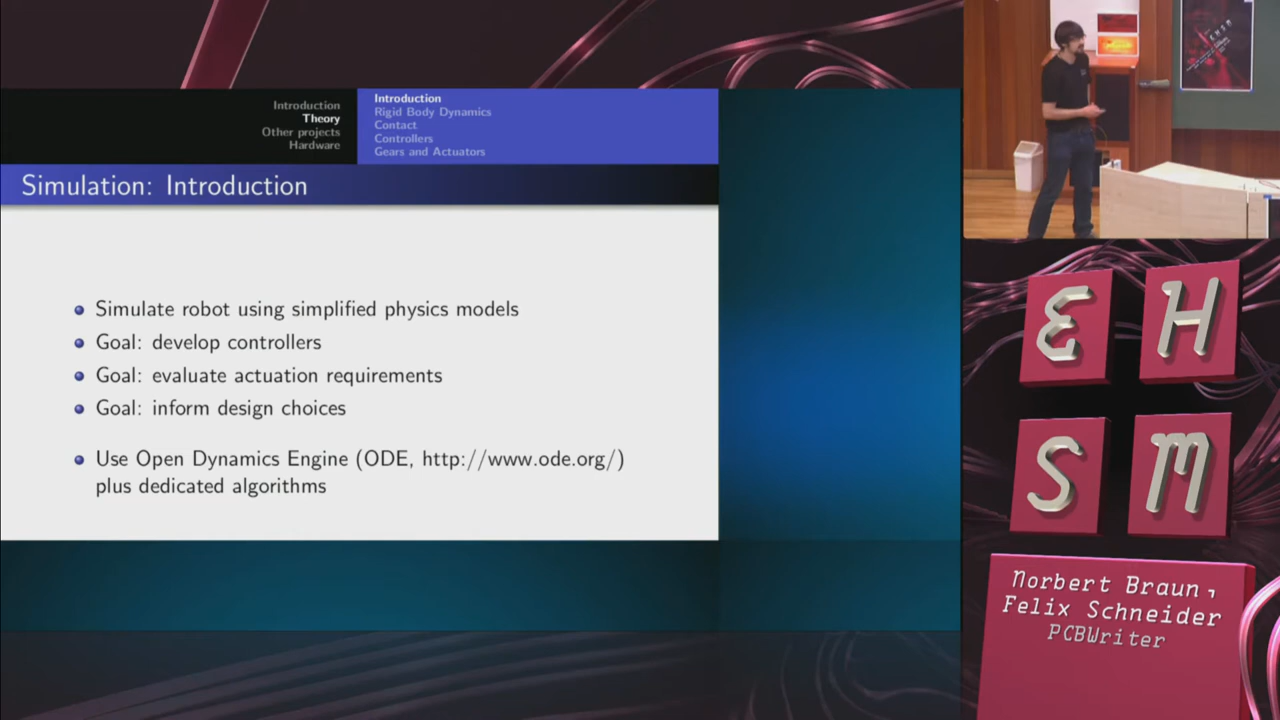 Introduction
Theory
Other projects
Hardware
Introduction
Rigid Body Dynamics
Contact
Controllers
Gears and Actuators
Simulation: Introduction
Simulate robot using simplified physics models
Goal: develop controllers
Goal: evaluate actuation requirements
Goal: inform design choices
Use Open Dynamics Engine (ODE, http://www.ode.org/)
plus dedicated algorithms
EH
SM
Norbert Braun,
Felix Schneider
PCBWriter